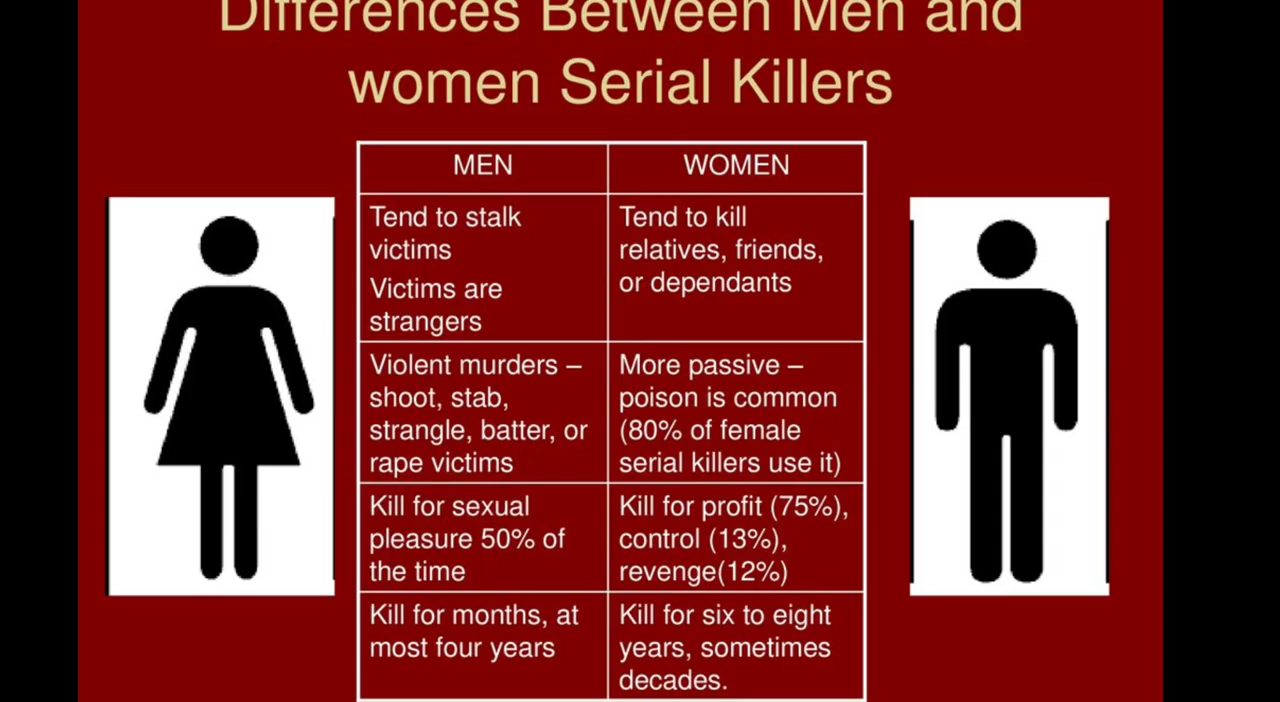 Differences Between Men and
women Serial Killers
MEN
WOMEN
Tend to stalk
victims
Victims are
strangers
Tend to kill
relatives, friends,
or dependants
Violent murders –
shoot, stab,
strangle, batter, or
rape victims
More passive –
poison is common
(80% of female
serial killers use it)
Kill for sexual
pleasure 50% of
the time
Kill for profit (75%),
control (13%),
revenge(12%)
Kill for months, at
most four years
Kill for six to eight
years, sometimes
decades.